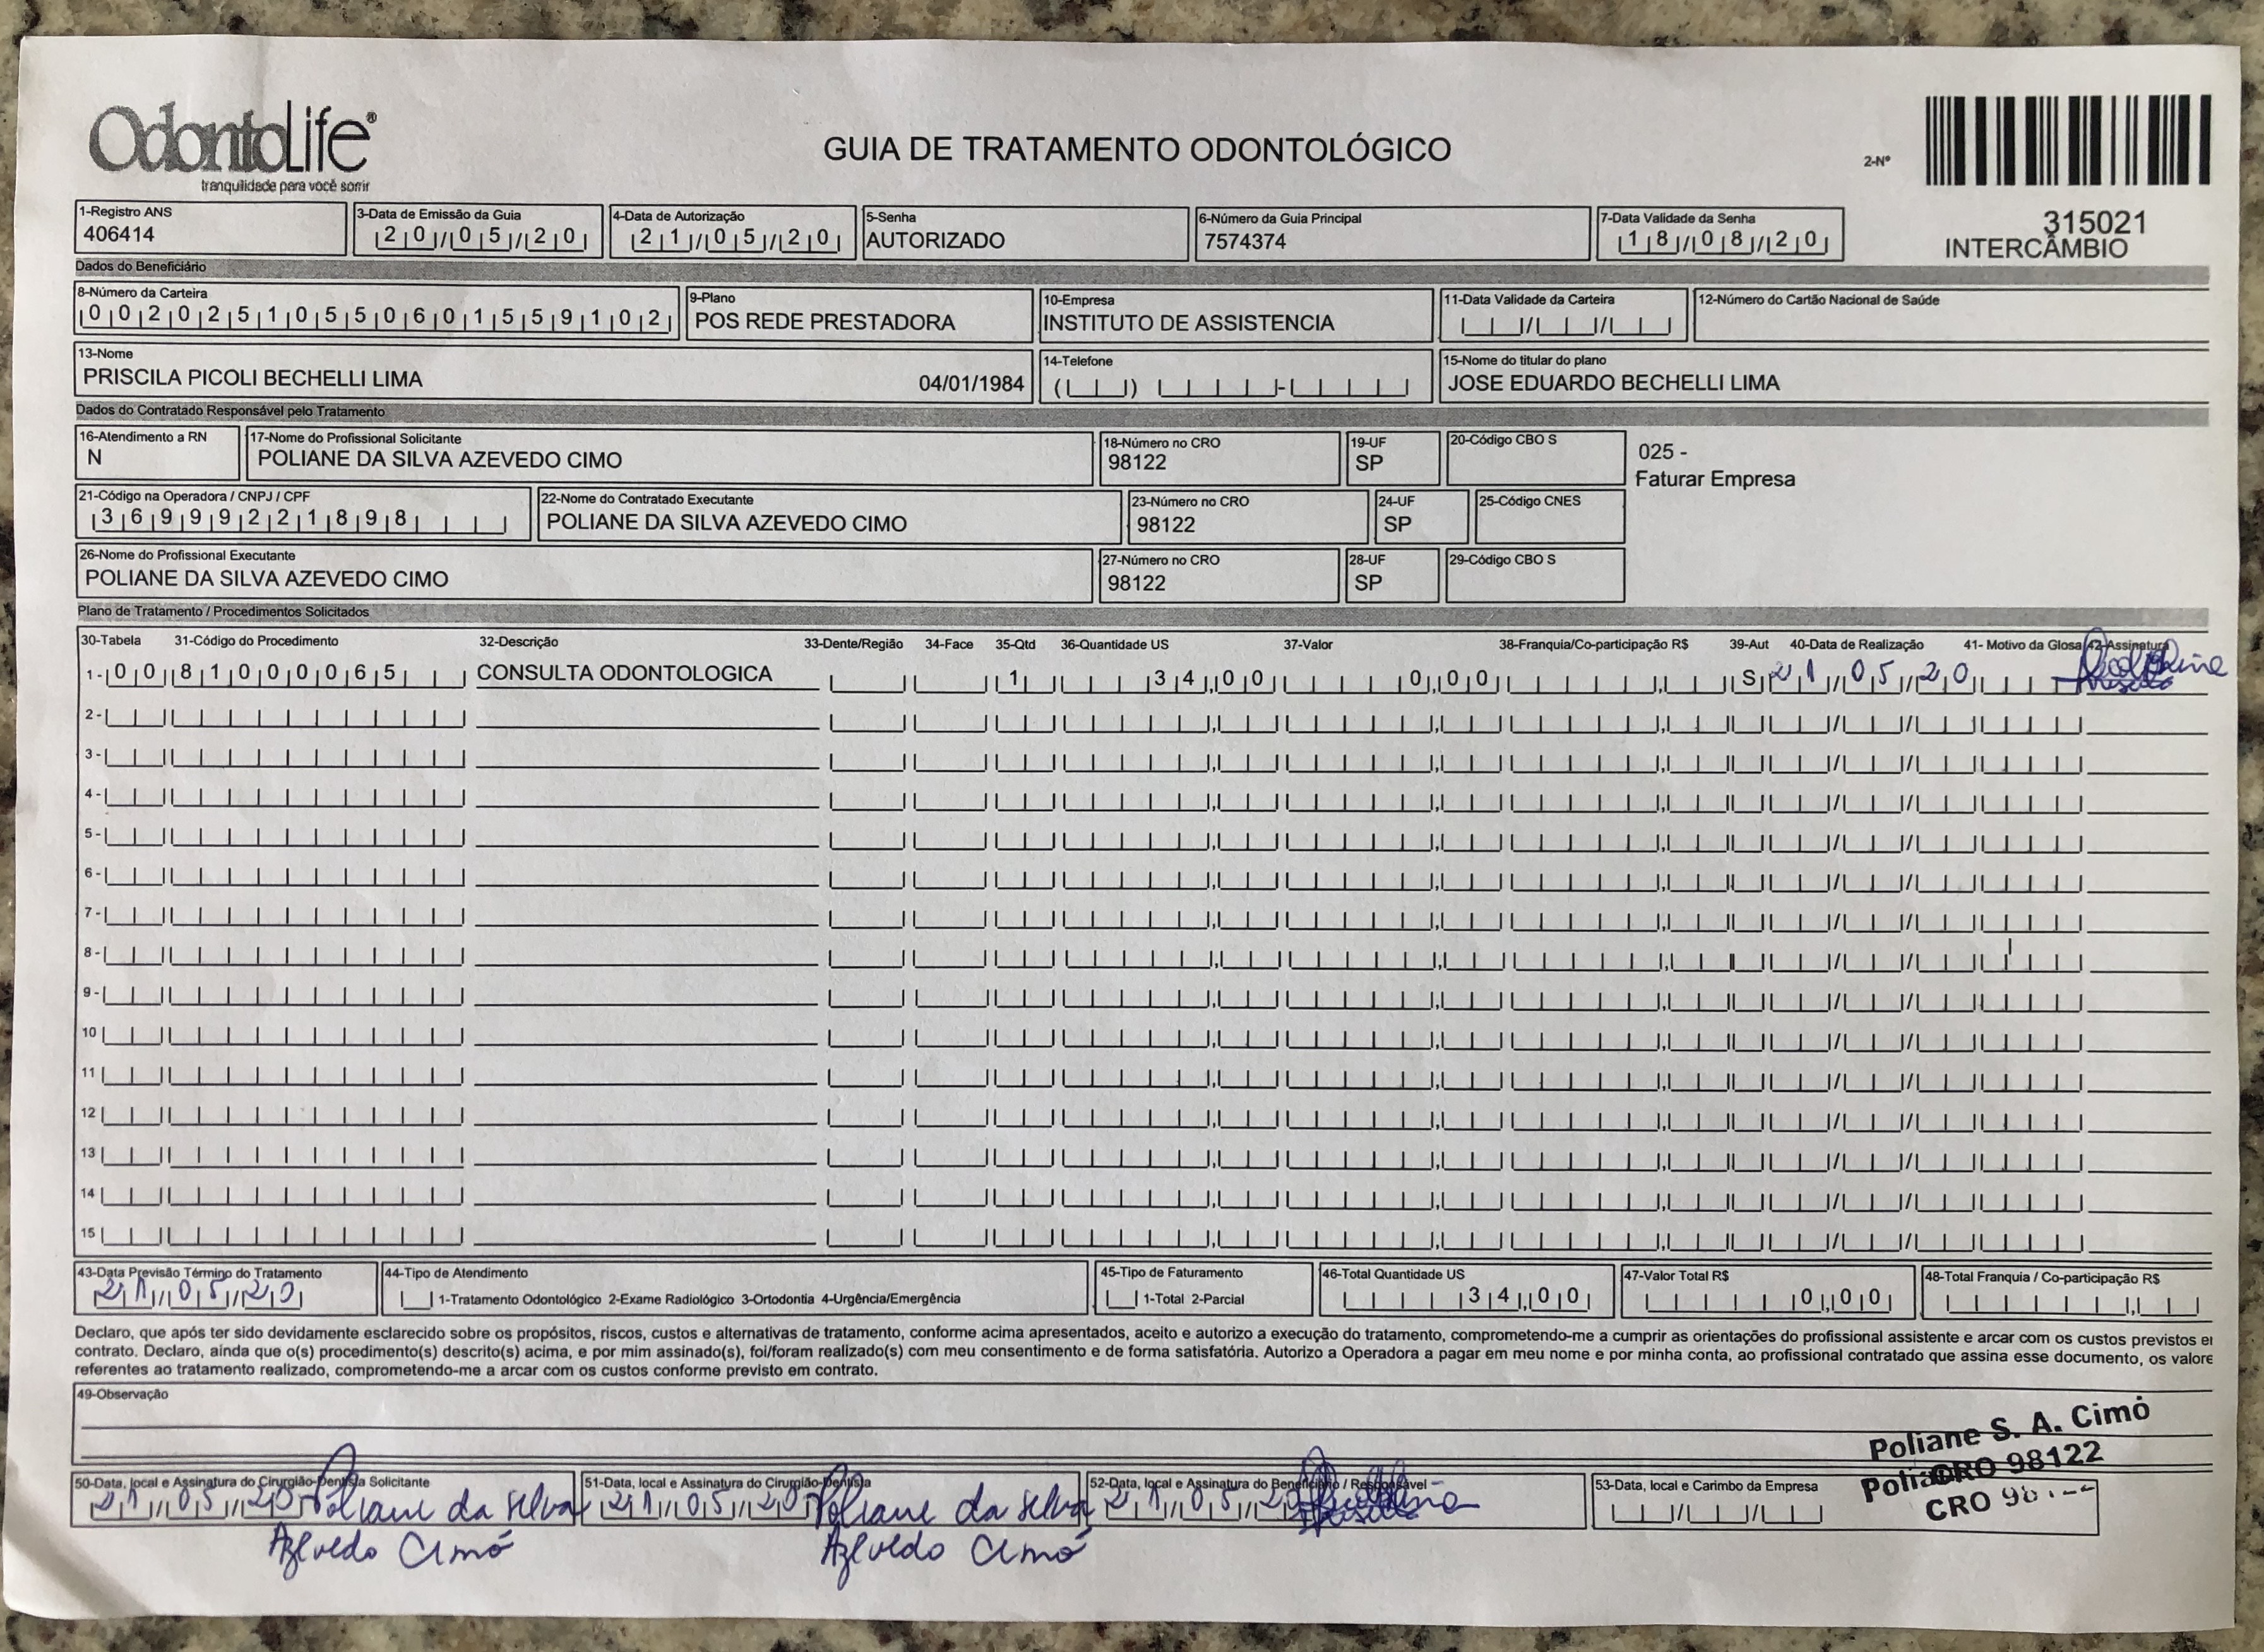 OdontoLife®
tranquilidade para você sorrir
GUIA DE TRATAMENTO ODONTOLÓGICO
2-Nº
315021
INTERCÂMBIO
1-Registro ANS
406414
3-Data de Emissão da Guia
20/05/20
4-Data de Autorização
21/05/20
5-Senha
AUTORIZADO
6-Número da Guia Principal
7574374
7-Data Validade da Senha
18/08/20
Dados do Beneficiário
8-Número da Carteira
00202510550601559102
9-Plano
POS REDE PRESTADORA
10-Empresa
INSTITUTO DE ASSISTENCIA
11-Data Validade da Carteira
12-Número do Cartão Nacional de Saúde
13-Nome
PRISCILA PICOLI BECHELLI LIMA 04/01/1984
14-Telefone
15-Nome do titular do plano
JOSE EDUARDO BECHELLI LIMA
Dados do Contratado Responsável pelo Tratamento
16-Atendimento a RN
N
17-Nome do Profissional Solicitante
POLIANE DA SILVA AZEVEDO CIMO
18-Número no CRO
98122
19-UF
SP
20-Código CBO S
025 -
Faturar Empresa
21-Código na Operadora / CNPJ / CPF
36999221898
22-Nome do Contratado Executante
POLIANE DA SILVA AZEVEDO CIMO
23-Número no CRO
98122
24-UF
SP
25-Código CNES
26-Nome do Profissional Executante
POLIANE DA SILVA AZEVEDO CIMO
27-Número no CRO
98122
28-UF
SP
29-Código CBO S
Plano de Tratamento / Procedimentos Solicitados
30-Tabela 31-Código do Procedimento 32-Descrição 33-Dente/Região 34-Face 35-Qtd 36-Quantidade US 37-Valor 38-Franquia/Co-participação R$ 39-Aut 40-Data de Realização 41- Motivo da Glosa 42-Assinatura
1- 00 81000065 CONSULTA ODONTOLOGICA 1 34,00 0,00 S 21/05/20
2-
3-
4-
5-
6-
7-
8-
9-
10
11
12
13
14
15
43-Data Previsão Término do Tratamento
21/05/20
44-Tipo de Atendimento
1-Tratamento Odontológico 2-Exame Radiológico 3-Ortodontia 4-Urgência/Emergência
45-Tipo de Faturamento
1-Total 2-Parcial
46-Total Quantidade US
34,00
47-Valor Total R$
0,00
48-Total Franquia / Co-participação R$
Declaro, que após ter sido devidamente esclarecido sobre os propósitos, riscos, custos e alternativas de tratamento, conforme acima apresentados, aceito e autorizo a execução do tratamento, comprometendo-me a cumprir as orientações do profissional assistente e arcar com os custos previstos em
contrato. Declaro, ainda que o(s) procedimento(s) descrito(s) acima, e por mim assinado(s), foi/foram realizado(s) com meu consentimento e de forma satisfatória. Autorizo a Operadora a pagar em meu nome e por minha conta, ao profissional contratado que assina esse documento, os valore
referentes ao tratamento realizado, comprometendo-me a arcar com os custos conforme previsto em contrato.
49-Observação
Poliane S. A. Cimó
CRO 98122
CRO
50-Data, local e Assinatura do Cirurgião-Dentista Solicitante
21/05/20 Poliane da Silva
Azevedo Cimó
51-Data, local e Assinatura do Cirurgião-Dentista
21/05/20 Poliane da Silva
Azevedo Cimó
52-Data, local e Assinatura do Beneficiário / Responsável
21/05/20
53-Data, local e Carimbo da Empresa